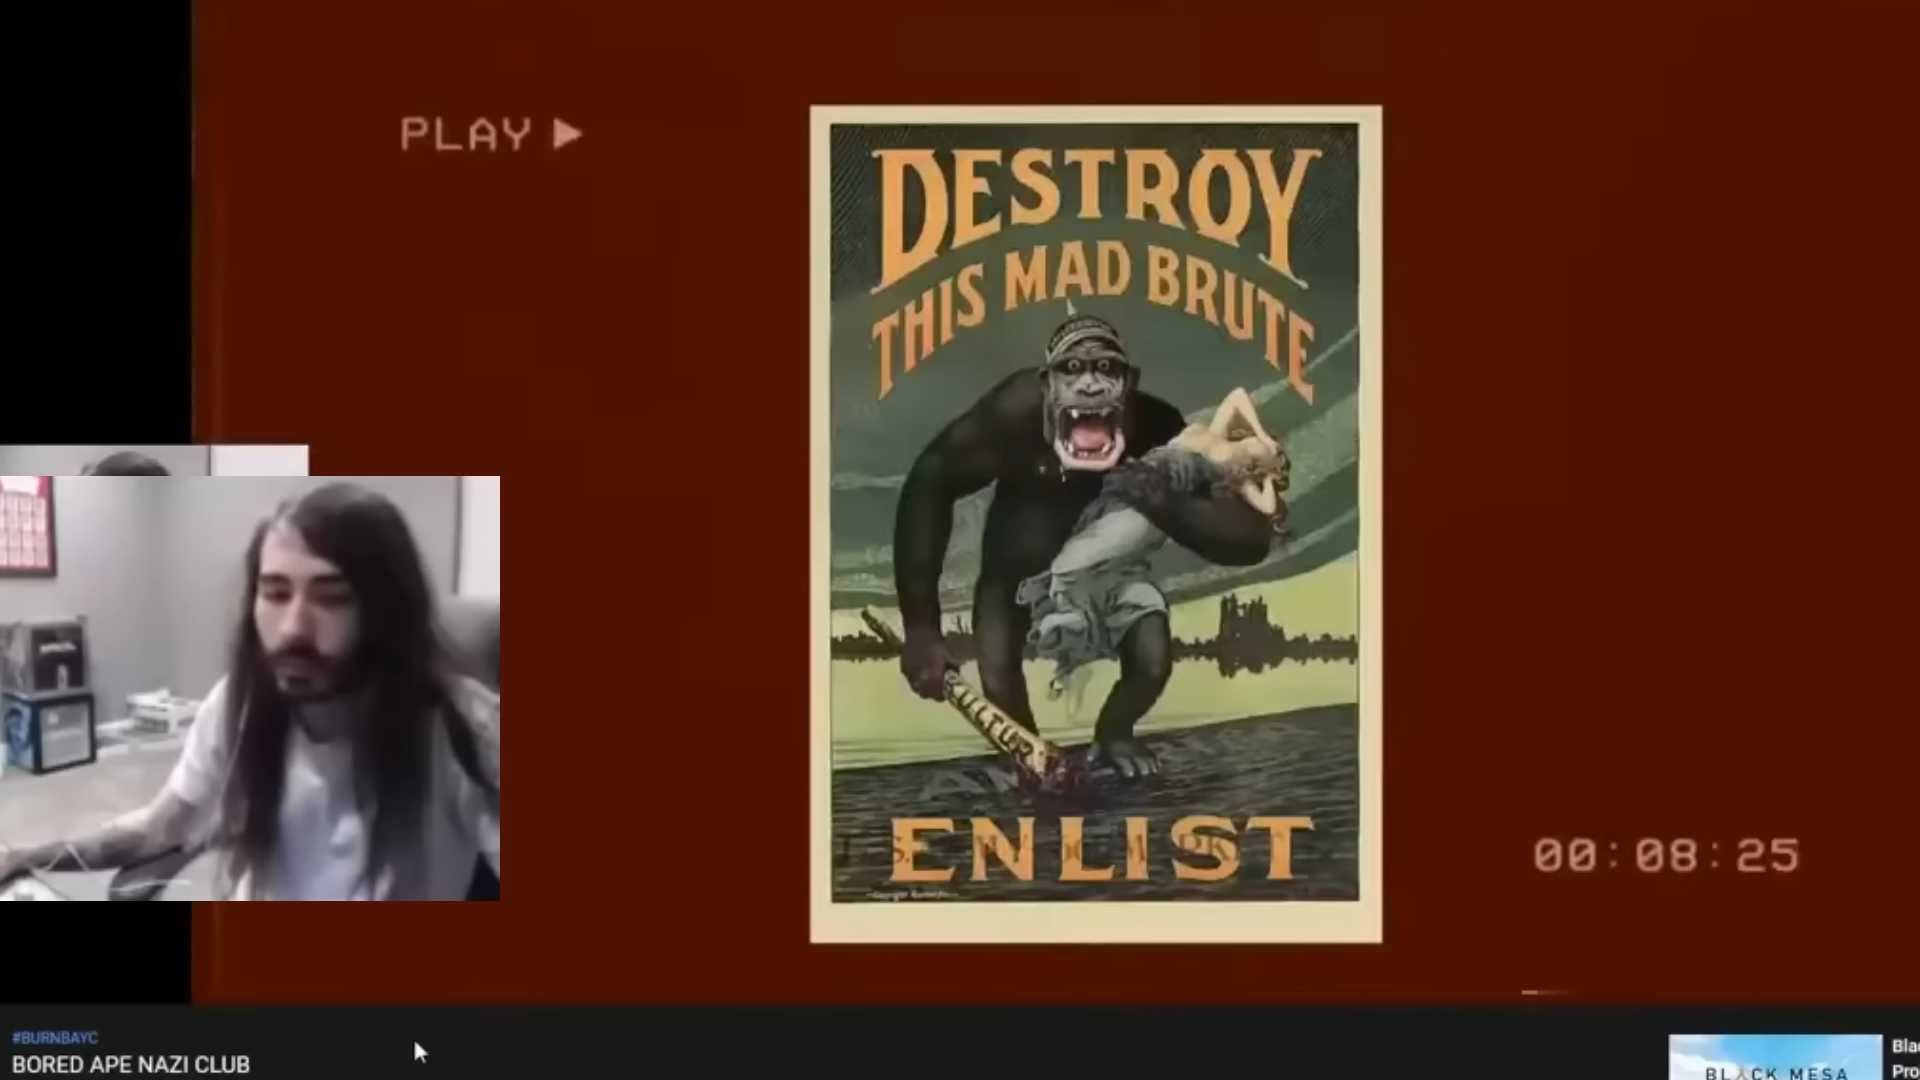 PLAY
DESTROY
THIS MAD BRUTE
KULTUR
ENLIST
00:08:25
#BURNBAYC
BORED APE NAZI CLUB
BLACK MESA